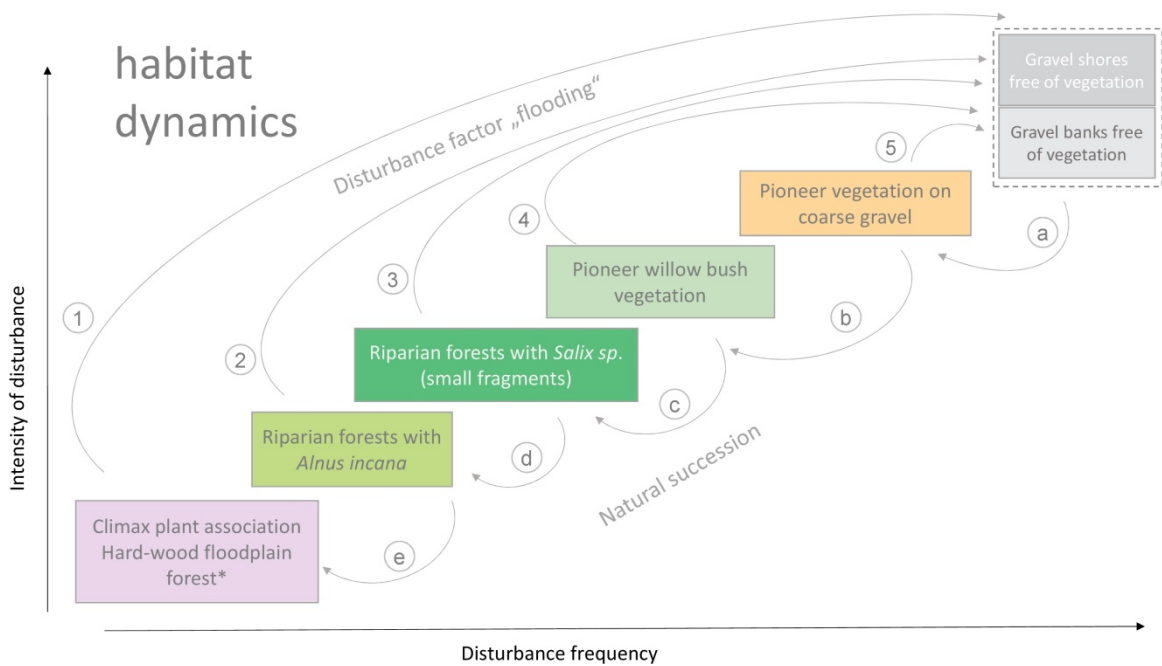 habitat
dynamics
Disturbance factor „flooding“
Gravel shores
free of vegetation
Gravel banks free
of vegetation
5
Pioneer vegetation on
coarse gravel
a
4
Pioneer willow bush
vegetation
b
3
Riparian forests with Salix sp.
(small fragments)
c
2
Riparian forests with
Alnus incana
d
Natural succession
1
Climax plant association
Hard-wood floodplain
forest*
e
Intensity of disturbance
Disturbance frequency